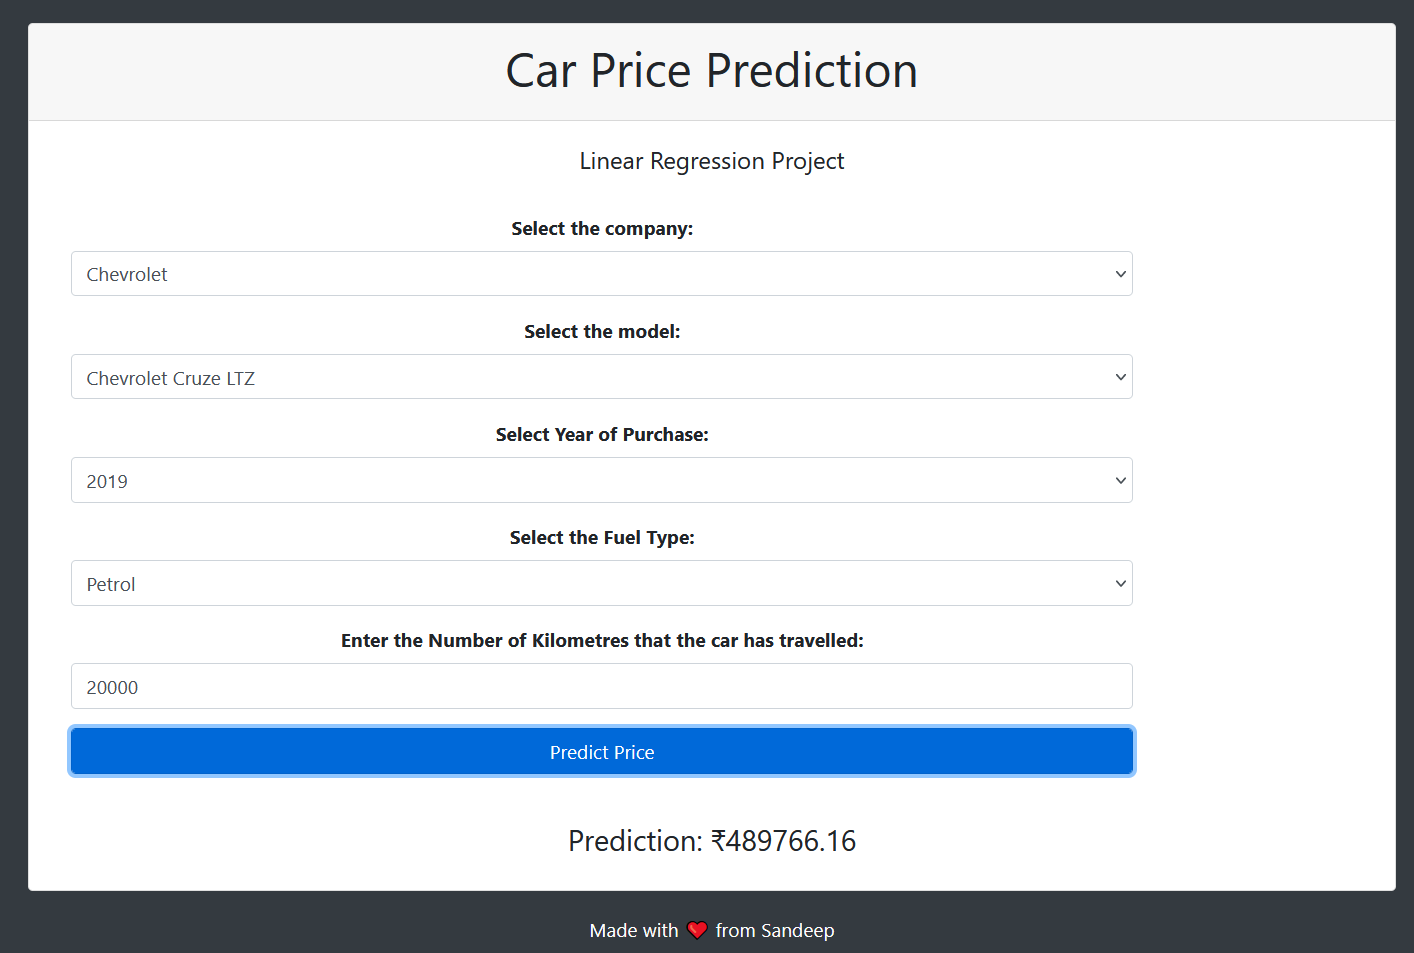 Car Price Prediction
Linear Regression Project
Select the company:
Chevrolet
Select the model:
Chevrolet Cruze LTZ
Select Year of Purchase:
2019
Select the Fuel Type:
Petrol
Enter the Number of Kilometres that the car has travelled:
20000
Predict Price
Prediction: ₹489766.16
Made with ❤️ from Sandeep